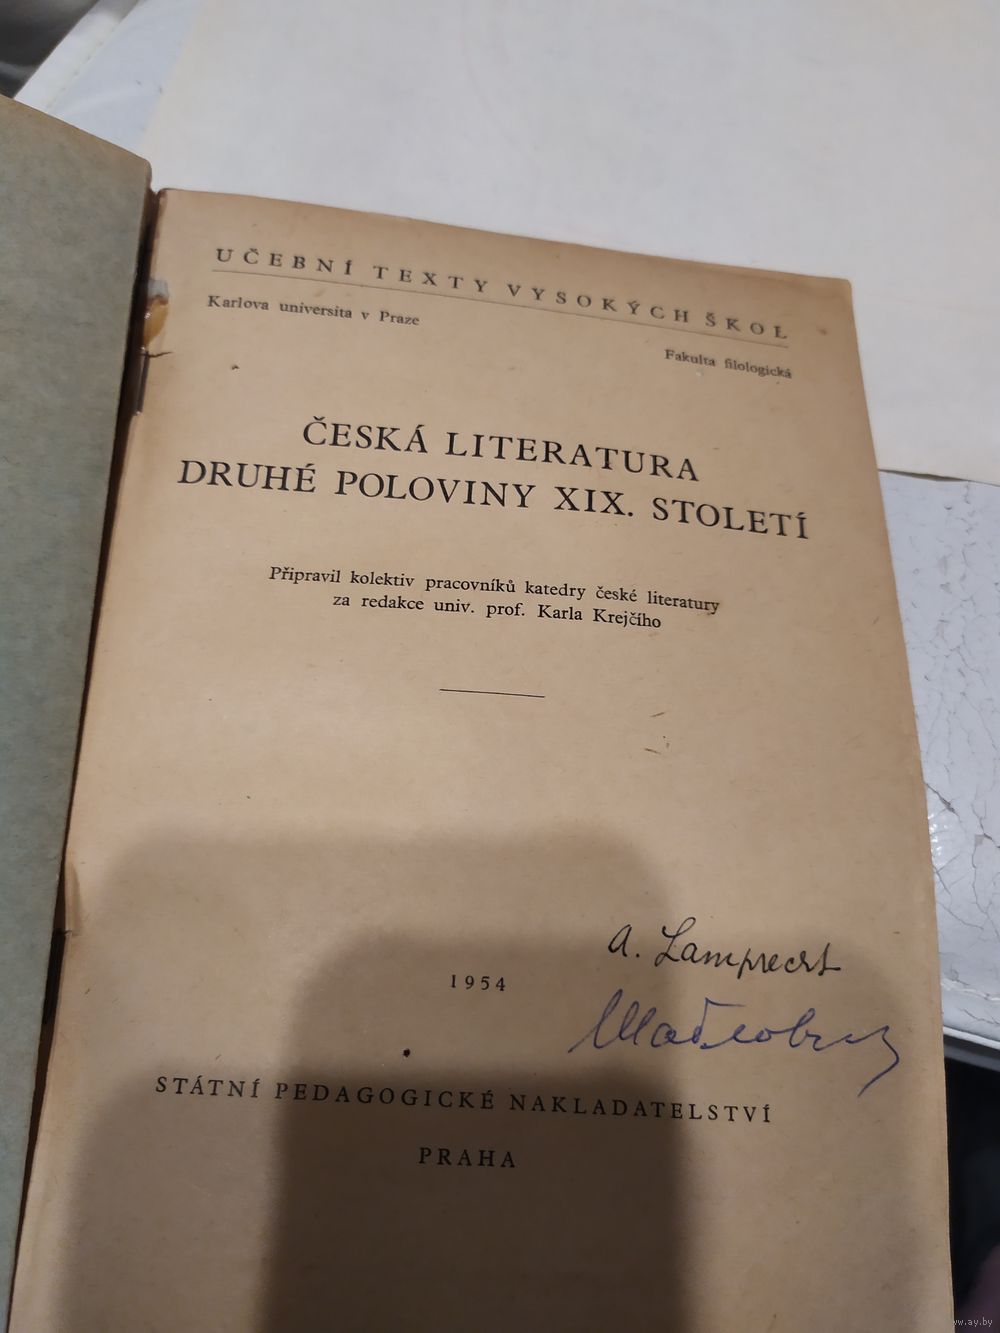 UČEBNÍ TEXTY VYSOKÝCH ŠKOL
Karlova universita v Praze
Fakulta filologická
ČESKÁ LITERATURA
DRUHÉ POLOVINY XIX. STOLETÍ
Připravil kolektiv pracovníků katedry české literatury
za redakce univ. prof. Karla Krejčího
A. Lamprecht
1954
STÁTNÍ PEDAGOGICKÉ NAKLADATELSTVÍ
PRAHA